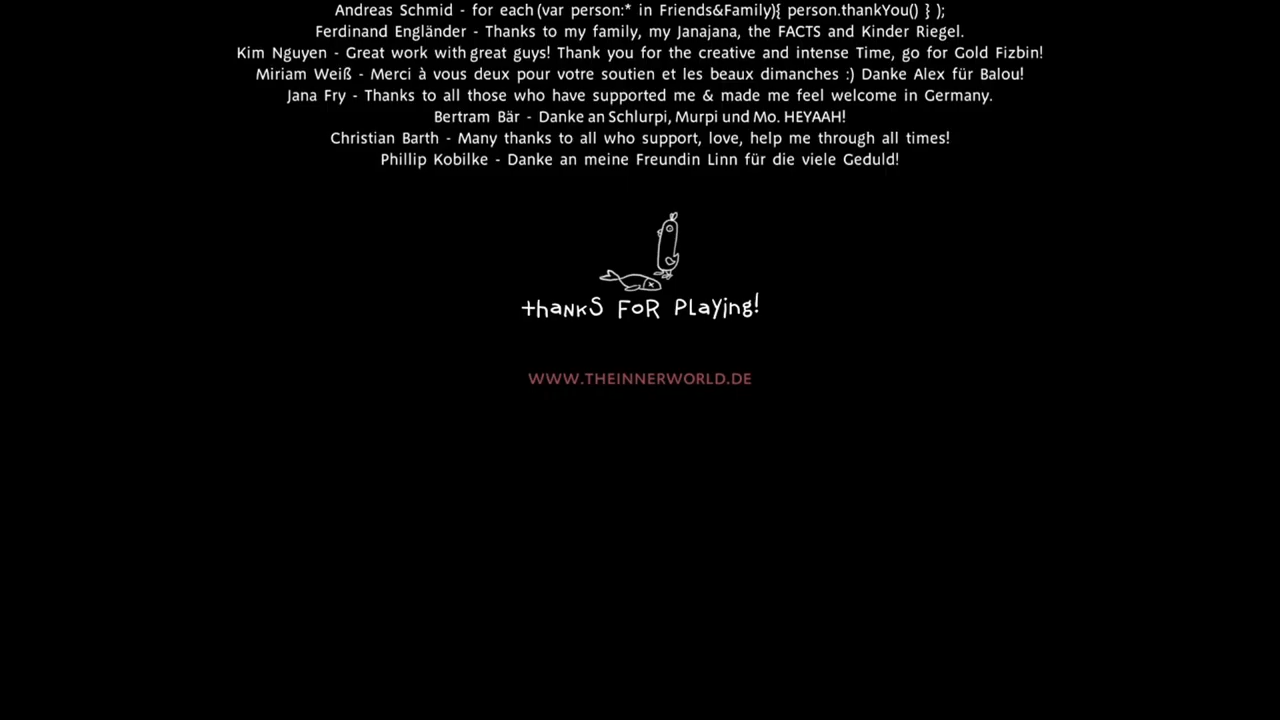 Andreas Schmid - for each (var person:* in Friends&Family){ person.thankYou() } );
Ferdinand Engländer - Thanks to my family, my Janajana, the FACTS and Kinder Riegel.
Kim Nguyen - Great work with great guys! Thank you for the creative and intense Time, go for Gold Fizbin!
Miriam Weiß - Merci à vous deux pour votre soutien et les beaux dimanches :) Danke Alex für Balou!
Jana Fry - Thanks to all those who have supported me & made me feel welcome in Germany.
Bertram Bär - Danke an Schlurpi, Murpi und Mo. HEYAAH!
Christian Barth - Many thanks to all who support, love, help me through all times!
Phillip Kobilke - Danke an meine Freundin Linn für die viele Geduld!
thanks for playing!
WWW.THEINNERWORLD.DE